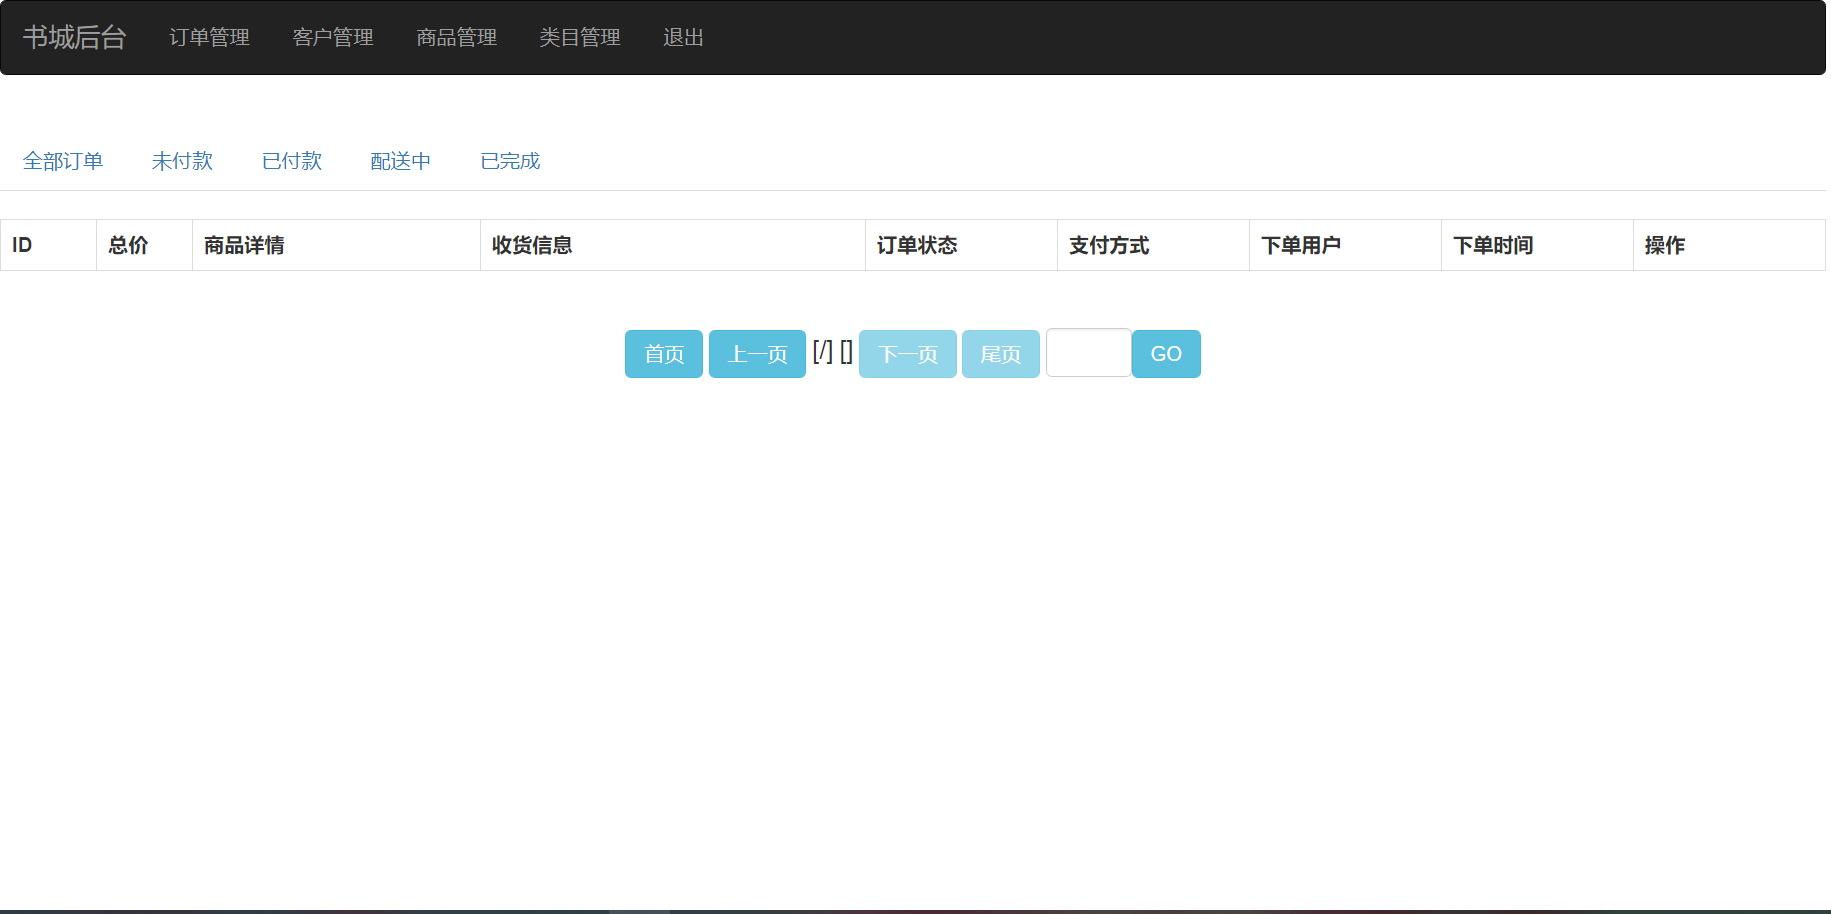 书城后台 订单管理 客户管理 商品管理 类目管理 退出
全部订单 未付款 已付款 配送中 已完成
ID 总价 商品详情 收货信息 订单状态 支付方式 下单用户 下单时间 操作
首页 上一页 [/] [] 下一页 尾页 GO